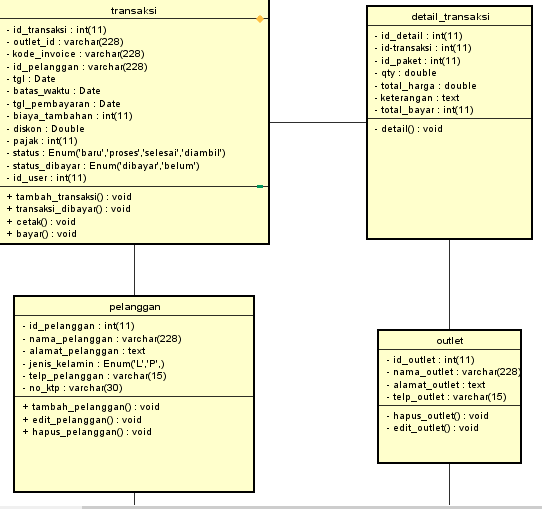 transaksi
- id_transaksi : int(11)
- outlet_id : varchar(228)
- kode_invoice : varchar(228)
- id_pelanggan : varchar(228)
- tgl : Date
- batas_waktu : Date
- tgl_pembayaran : Date
- biaya_tambahan : int(11)
- diskon : Double
- pajak : int(11)
- status : Enum('baru','proses','selesai','diambil')
- status_dibayar : Enum('dibayar','belum')
- id_user : int(11)
+ tambah_transaksi() : void
+ transaksi_dibayar() : void
+ cetak() : void
+ bayar() : void
detail_transaksi
- id_detail : int(11)
- id-transaksi : int(11)
- id_paket : int(11)
- qty : double
- total_harga : double
- keterangan : text
- total_bayar : int(11)
- detail() : void
pelanggan
- id_pelanggan : int(11)
- nama_pelanggan : varchar(228)
- alamat_pelanggan : text
- jenis_kelamin : Enum('L','P',)
- telp_pelanggan : varchar(15)
- no_ktp : varchar(30)
+ tambah_pelanggan() : void
+ edit_pelanggan() : void
+ hapus_pelanggan() : void
outlet
- id_outlet : int(11)
- nama_outlet : varchar(228)
- alamat_outlet : text
- telp_outlet : varchar(15)
- hapus_outlet() : void
- edit_outlet() : void